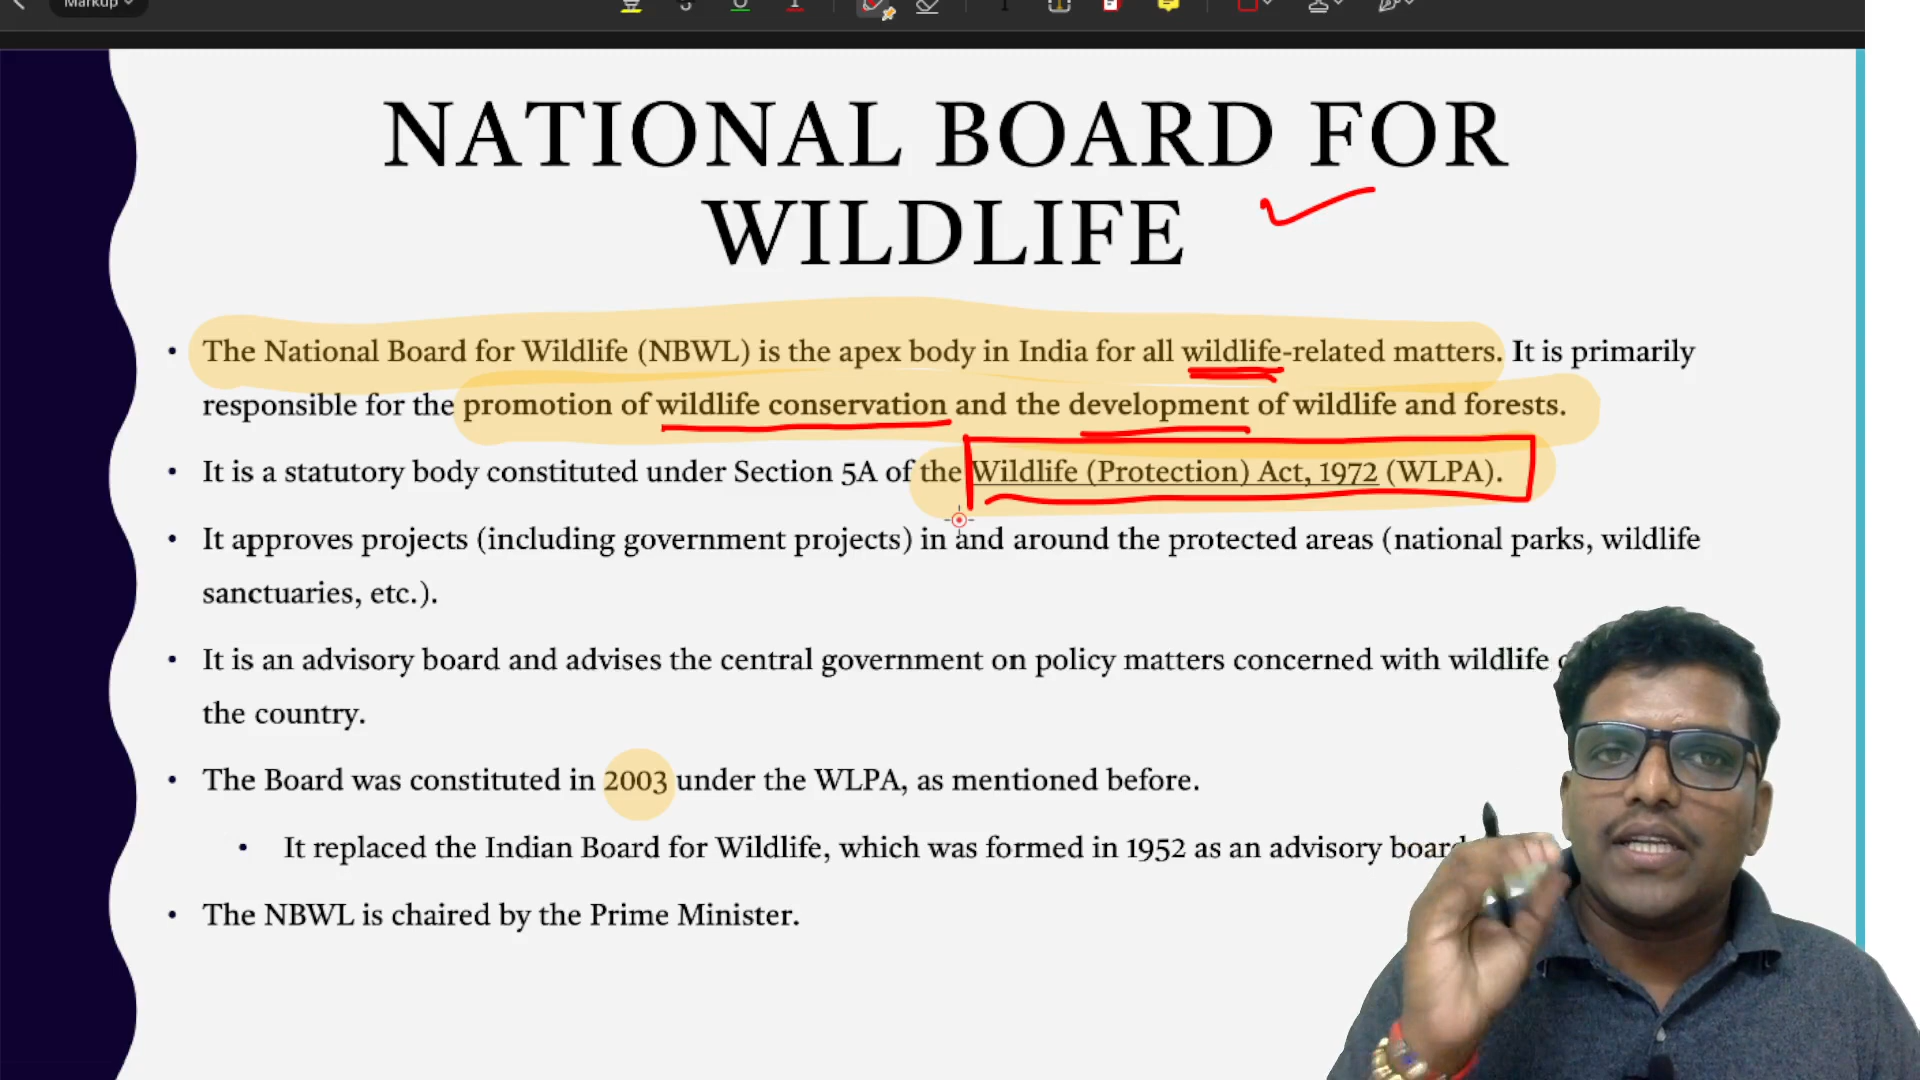 Markup
NATIONAL BOARD FOR
WILDLIFE
• The National Board for Wildlife (NBWL) is the apex body in India for all wildlife-related matters. It is primarily
responsible for the promotion of wildlife conservation and the development of wildlife and forests.
• It is a statutory body constituted under Section 5A of the Wildlife (Protection) Act, 1972 (WLPA).
• It approves projects (including government projects) in and around the protected areas (national parks, wildlife
sanctuaries, etc.).
• It is an advisory board and advises the central government on policy matters concerned with wildlife
the country.
• The Board was constituted in 2003 under the WLPA, as mentioned before.
• It replaced the Indian Board for Wildlife, which was formed in 1952 as an advisory board
• The NBWL is chaired by the Prime Minister.